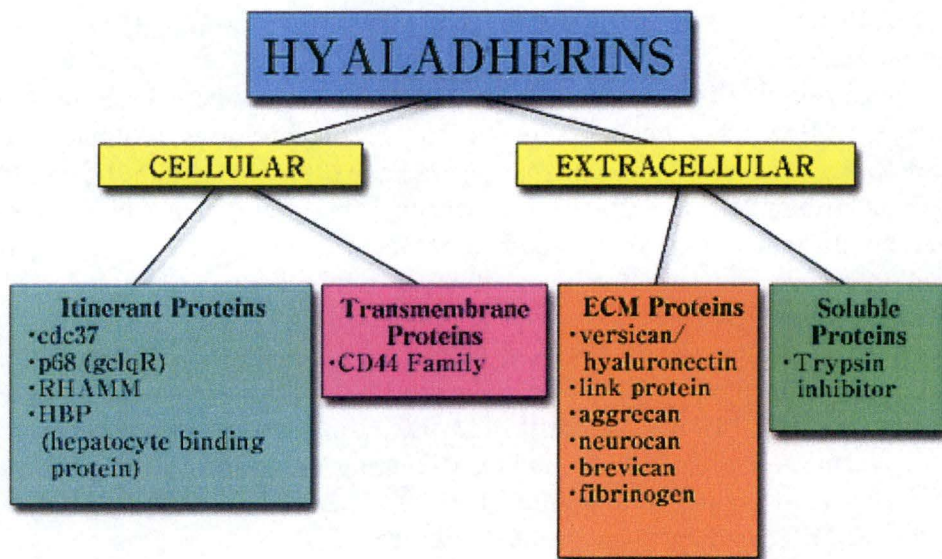 HYALADHERINS
CELLULAR
EXTRACELLULAR
Itinerant Proteins
·cdc37
·p68 (gclqR)
·RHAMM
·HBP
(hepatocyte binding
protein)
Transmembrane
Proteins
·CD44 Family
ECM Proteins
·versican/
hyaluronectin
·link protein
·aggrecan
·neurocan
·brevican
·fibrinogen
Soluble
Proteins
·Trypsin
inhibitor